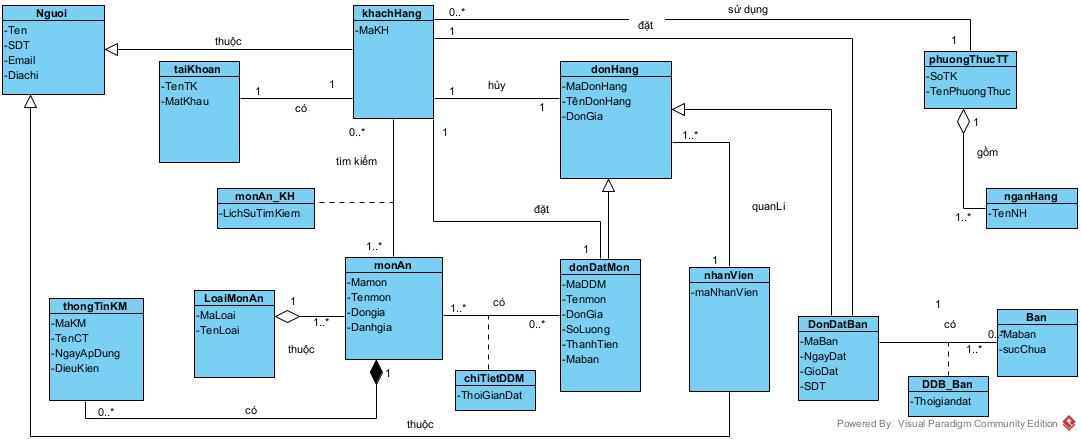 Nguoi
-Ten
-SDT
-Email
-Diachi
khachHang
-MaKH
0..*
sử dụng
1
đặt
1
phuongThucTT
-SoTK
-TenPhuongThuc
thuộc
taiKhoan
-TenTK
-MatKhau
1
1
có
hủy
1
1
donHang
-MaDonHang
-TênDonHang
-DonGia
1..*
1
gồm
0..*
1
tìm kiếm
monAn_KH
-LichSuTimKiem
đặt
quanLi
nganHang
-TenNH
1..*
1..*
1
1
monAn
-Mamon
-Tenmon
-Dongia
-Danhgia
donDatMon
-MaDDM
-Tenmon
-DonGia
-SoLuong
-ThanhTien
-Maban
nhanVien
-maNhanVien
thongTinKM
-MaKM
-TenCT
-NgayApDung
-DieuKien
LoaiMonAn
-MaLoai
-TenLoai
1
1..*
thuộc
1..*
có
0..*
DonDatBan
-MaBan
-NgayDat
-GioDat
-SDT
1
có
0..
1..*
Ban
-Maban
-sucChua
1
chiTietDDM
-ThoiGianDat
DDB_Ban
-Thoigiandat
0..*
có
thuộc
Powered By Visual Paradigm Community Edition